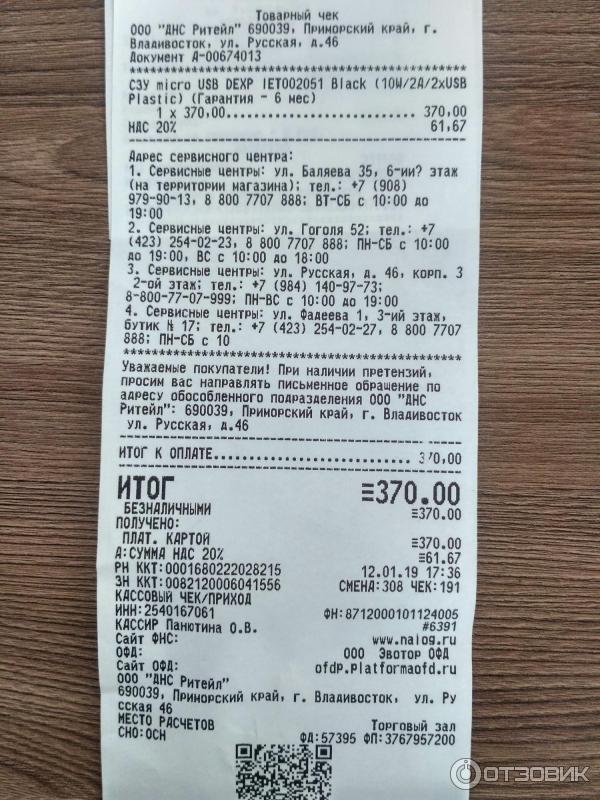 Товарный чек
ООО "ДНС Ритейл" 690039, Приморский край, г.
Владивосток, ул. Русская, д.46
Документ А-00674013
СЗУ micro USB DEXP IET002051 Black (10W/2A/2xUSB
Plastic) (Гарантия - 6 мес)
1 x 370,00 370,00
НДС 20% 61,67
Адрес сервисного центра:
1. Сервисные центры: ул. Баляева 35, 6-ии? этаж
(на территории магазина); тел.: +7 (908)
979-90-13, 8 800 7707 888; ВТ-СБ с 10:00 до
19:00
2. Сервисные центры: ул. Гоголя 52; тел.: +7
(423) 254-02-23, 8 800 7707 888; ПН-СБ с 10:00
до 19:00, ВС с 10:00 до 18:00
3. Сервисные центры: ул. Русская, д. 46, корп. 3
2-ой этаж; тел.: +7 (984) 140-97-73;
8-800-77-07-999; ПН-ВС с 10:00 до 19:00
4. Сервисные центры: ул. Фадеева 1, 3-ий этаж,
бутик № 17; тел.: +7 (423) 254-02-27, 8 800 7707
888; ПН-СБ с 10
Уважаемые покупатели! При наличии претензий,
просим вас направлять письменное обращение по
адресу обособленного подразделения ООО "ДНС
Ритейл": 690039, Приморский край, г. Владивосток
ул. Русская, д.46
ИТОГ К ОПЛАТЕ 370,00
ИТОГ ≡370.00
БЕЗНАЛИЧНЫМИ ≡370.00
ПОЛУЧЕНО:
ПЛАТ. КАРТОЙ ≡370.00
А:СУММА НДС 20% ≡61.67
РН ККТ:0001680222028215 12.01.19 17:36
ЗН ККТ:0082120006041556 СМЕНА:308 ЧЕК:191
КАССОВЫЙ ЧЕК/ПРИХОД
ИНН:2540167061 ФН:8712000101124005
КАССИР Панютина О.В. #6391
Сайт ФНС: www.nalog.ru
ОФД: ООО Эвотор ОФД
Сайт ОФД: ofdp.platformaofd.ru
ООО "ДНС Ритейл"
690039, Приморский край, г. Владивосток, ул. Ру
сская 46
МЕСТО РАСЧЕТОВ Торговый зал
СНО:ОСН ФД:57395 ФП:3767957200
ОТЗОВИК